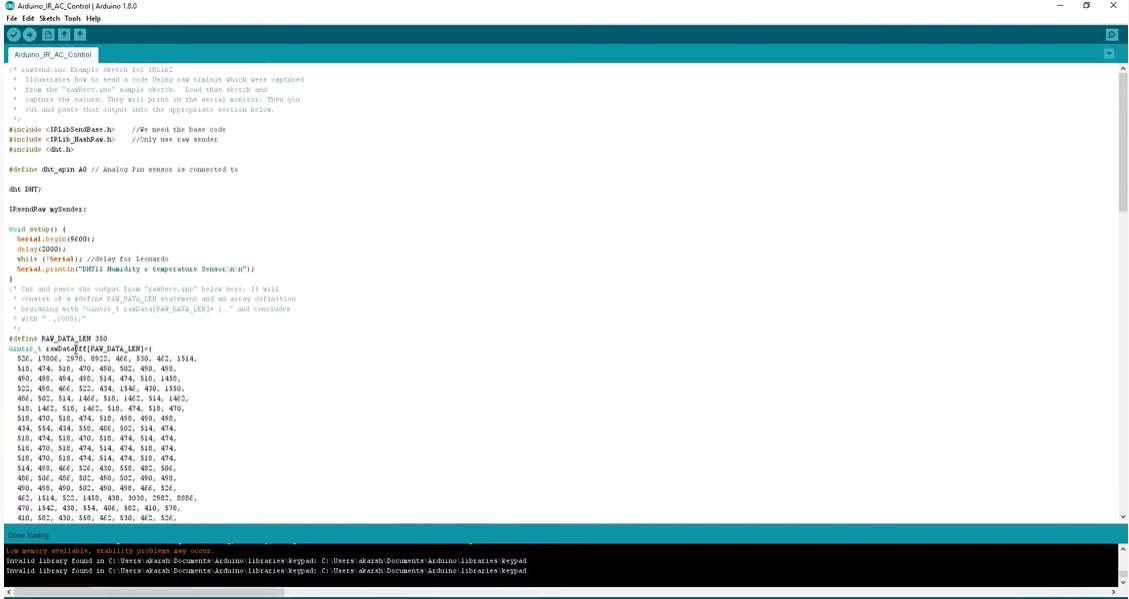 Arduino_IR_AC_Control | Arduino 1.8.0
File Edit Sketch Tools Help
Arduino_IR_AC_Control
/* rawSend.ino Example sketch for IRLib2
 *  Illustrates how to send a code Using raw timings which were captured
 *  from the "rawRecv.ino" sample sketch.  Load that sketch and
 *  capture the values. They will print in the serial monitor. Then you
 *  cut and paste that output into the appropriate section below.
 */
#include <IRLibSendBase.h>    //We need the base code
#include <IRLib_HashRaw.h>    //Only use raw sender
#include <dht.h>
#define dht_apin A0 // Analog Pin sensor is connected to
dht DHT;
IRsendRaw mySender;
void setup() {
  Serial.begin(9600);
  delay(2000);
  while (!Serial); //delay for Leonardo
  Serial.println("DHT11 Humidity & temperature Sensor\n\n");
}
/* Cut and paste the output from "rawRecv.ino" below here. It will
 * consist of a #define RAW_DATA_LEN statement and an array definition
 * beginning with "uint16_t rawData[RAW_DATA_LEN]= {…" and concludes
 * with "…,1000};"
 */
#define RAW_DATA_LEN 350
uint16_t rawDataOff[RAW_DATA_LEN]={
  526, 17806, 2978, 8922, 466, 530, 462, 1514,
  518, 474, 518, 470, 490, 502, 490, 498,
  490, 498, 494, 498, 514, 474, 518, 1458,
  522, 498, 466, 522, 434, 1546, 430, 1550,
  486, 502, 514, 1466, 518, 1462, 514, 1462,
  518, 1462, 518, 1462, 518, 474, 518, 470,
  518, 470, 518, 474, 518, 498, 490, 498,
  434, 554, 434, 558, 486, 502, 514, 474,
  518, 474, 518, 470, 518, 474, 514, 474,
  518, 470, 518, 474, 514, 474, 518, 474,
  518, 470, 518, 474, 514, 474, 518, 474,
  514, 498, 466, 526, 430, 558, 482, 506,
  486, 506, 486, 502, 490, 502, 490, 498,
  490, 498, 490, 502, 490, 498, 466, 526,
  462, 1514, 522, 1458, 438, 3038, 2982, 8886,
  470, 1542, 438, 554, 406, 582, 410, 578,
  410, 582, 430, 558, 462, 530, 462, 526,
Done Saving.
Low memory available, stability problems may occur.
Invalid library found in C:\Users\akarsh\Documents\Arduino\libraries\keypad: C:\Users\akarsh\Documents\Arduino\libraries\keypad
Invalid library found in C:\Users\akarsh\Documents\Arduino\libraries\keypad: C:\Users\akarsh\Documents\Arduino\libraries\keypad